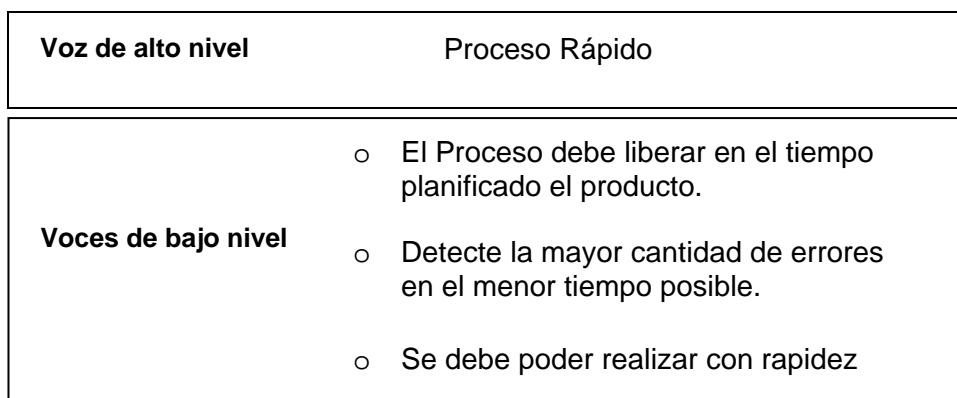 Voz de alto nivel Proceso Rápido
o El Proceso debe liberar en el tiempo
planificado el producto.
Voces de bajo nivel
o Detecte la mayor cantidad de errores
en el menor tiempo posible.
o Se debe poder realizar con rapidez